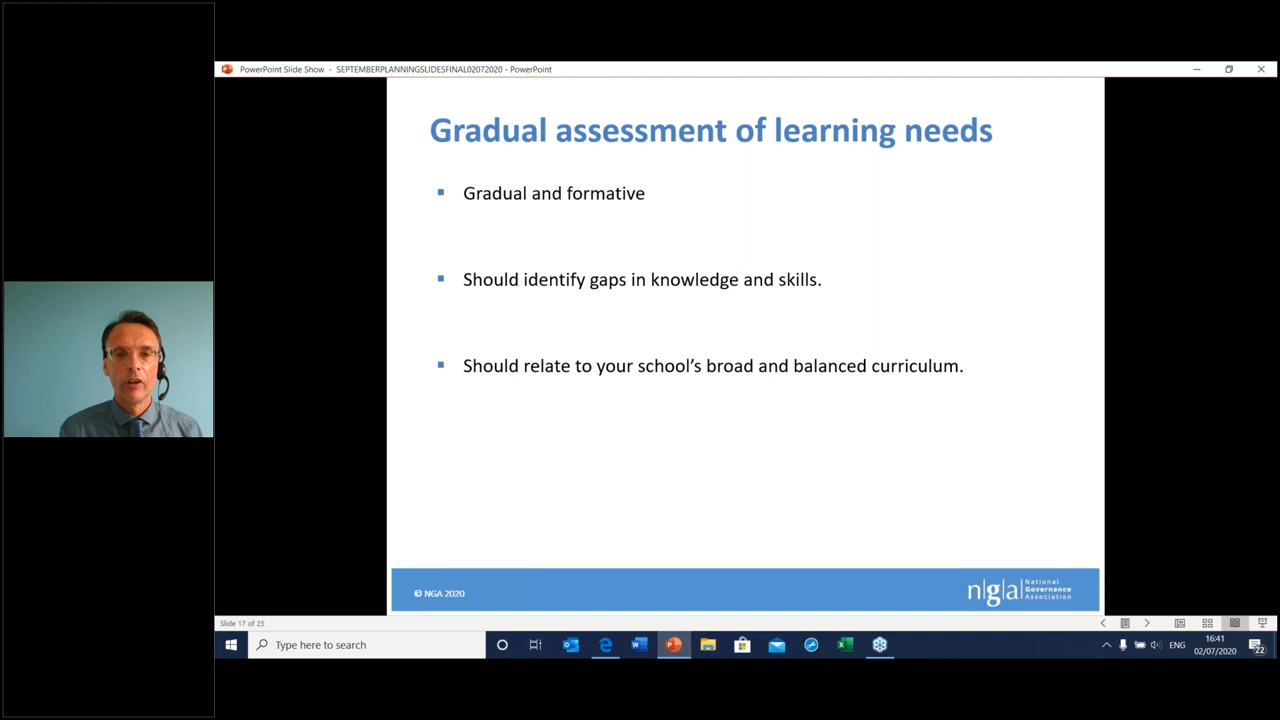 PowerPoint Slide Show - SEPTEMBERPLANNINGSLIDESFINAL02072020 - PowerPoint
Gradual assessment of learning needs
Gradual and formative
Should identify gaps in knowledge and skills.
Should relate to your school’s broad and balanced curriculum.
© NGA 2020
n|g|a
National
Governance
Association
Slide 17 of 25
Type here to search
ENG
16:41
02/07/2020
22